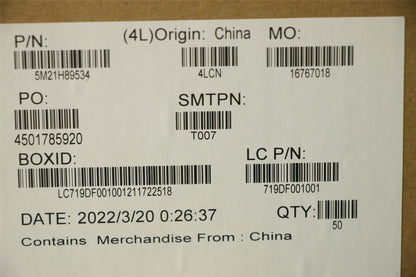 P/N: (4L)Origin: China MO:
5M21H89534 4LCN 16767018
PO: SMTPN:
4501785920 T007
BOXID: LC P/N:
LC719DF001001211722518 719DF001001
DATE: 2022/3/20 0:26:37 QTY:
50
Contains Merchandise From : China